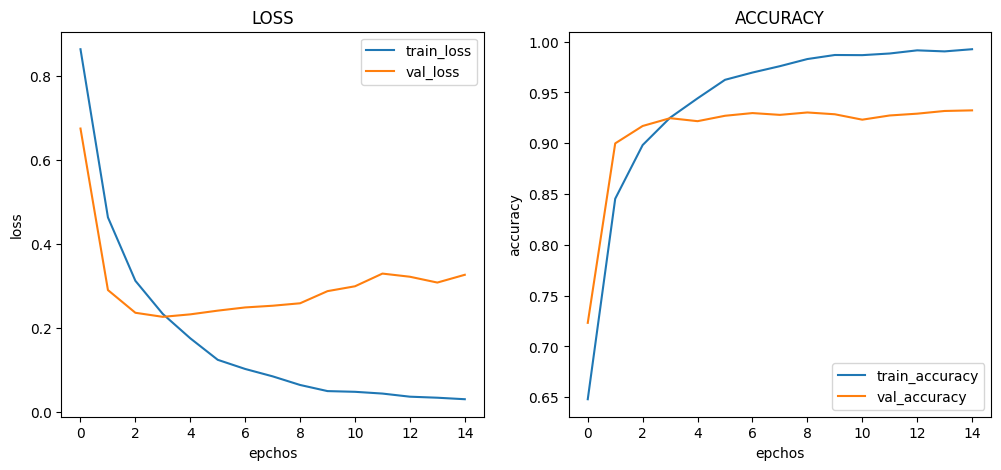 LOSS
train_loss
val_loss
0.8
0.6
0.4
0.2
0.0
loss
0 2 4 6 8 10 12 14
epchos
ACCURACY
1.00
0.95
0.90
0.85
0.80
0.75
0.70
0.65
accuracy
train_accuracy
val_accuracy
0 2 4 6 8 10 12 14
epchos